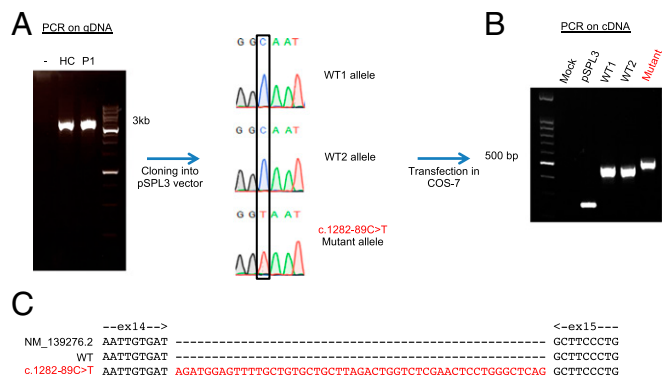 A
PCR on gDNA
- HC P1
3kb
Cloning into
pSPL3 vector
G G C A A T
WT1 allele
G G C A A T
WT2 allele
G G T A A T
c.1282-89C>T
Mutant allele
Transfection in
COS-7
B
PCR on cDNA
Mock pSPL3 WT1 WT2 Mutant
500 bp
C
--ex14--> <-ex15---
NM_139276.2 AATTGTGAT ------------------------------------------------- GCTTCCCTG
WT AATTGTGAT ------------------------------------------------- GCTTCCCTG
c.1282-89C>T AATTGTGAT AGATGGAGTTTTGCTGTGCTGCTTAGACTGGTCTCGAACTCCTGGGCTCAG GCTTCCCTG